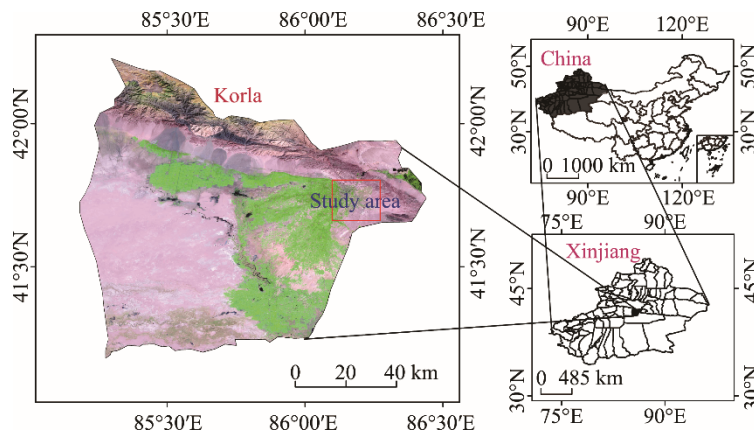 85°30′E
86°00′E
86°30′E
Korla
42°00′N
42°00′N
Study area
41°30′N
41°30′N
0
20
40 km
85°30′E
86°00′E
86°30′E
90°E
120°E
China
50°N
50°N
30°N
30°N
0
1000 km
90°E
120°E
75°E
90°E
Xinjiang
45°N
45°N
0
485 km
30°N
30°N
75°E
90°E